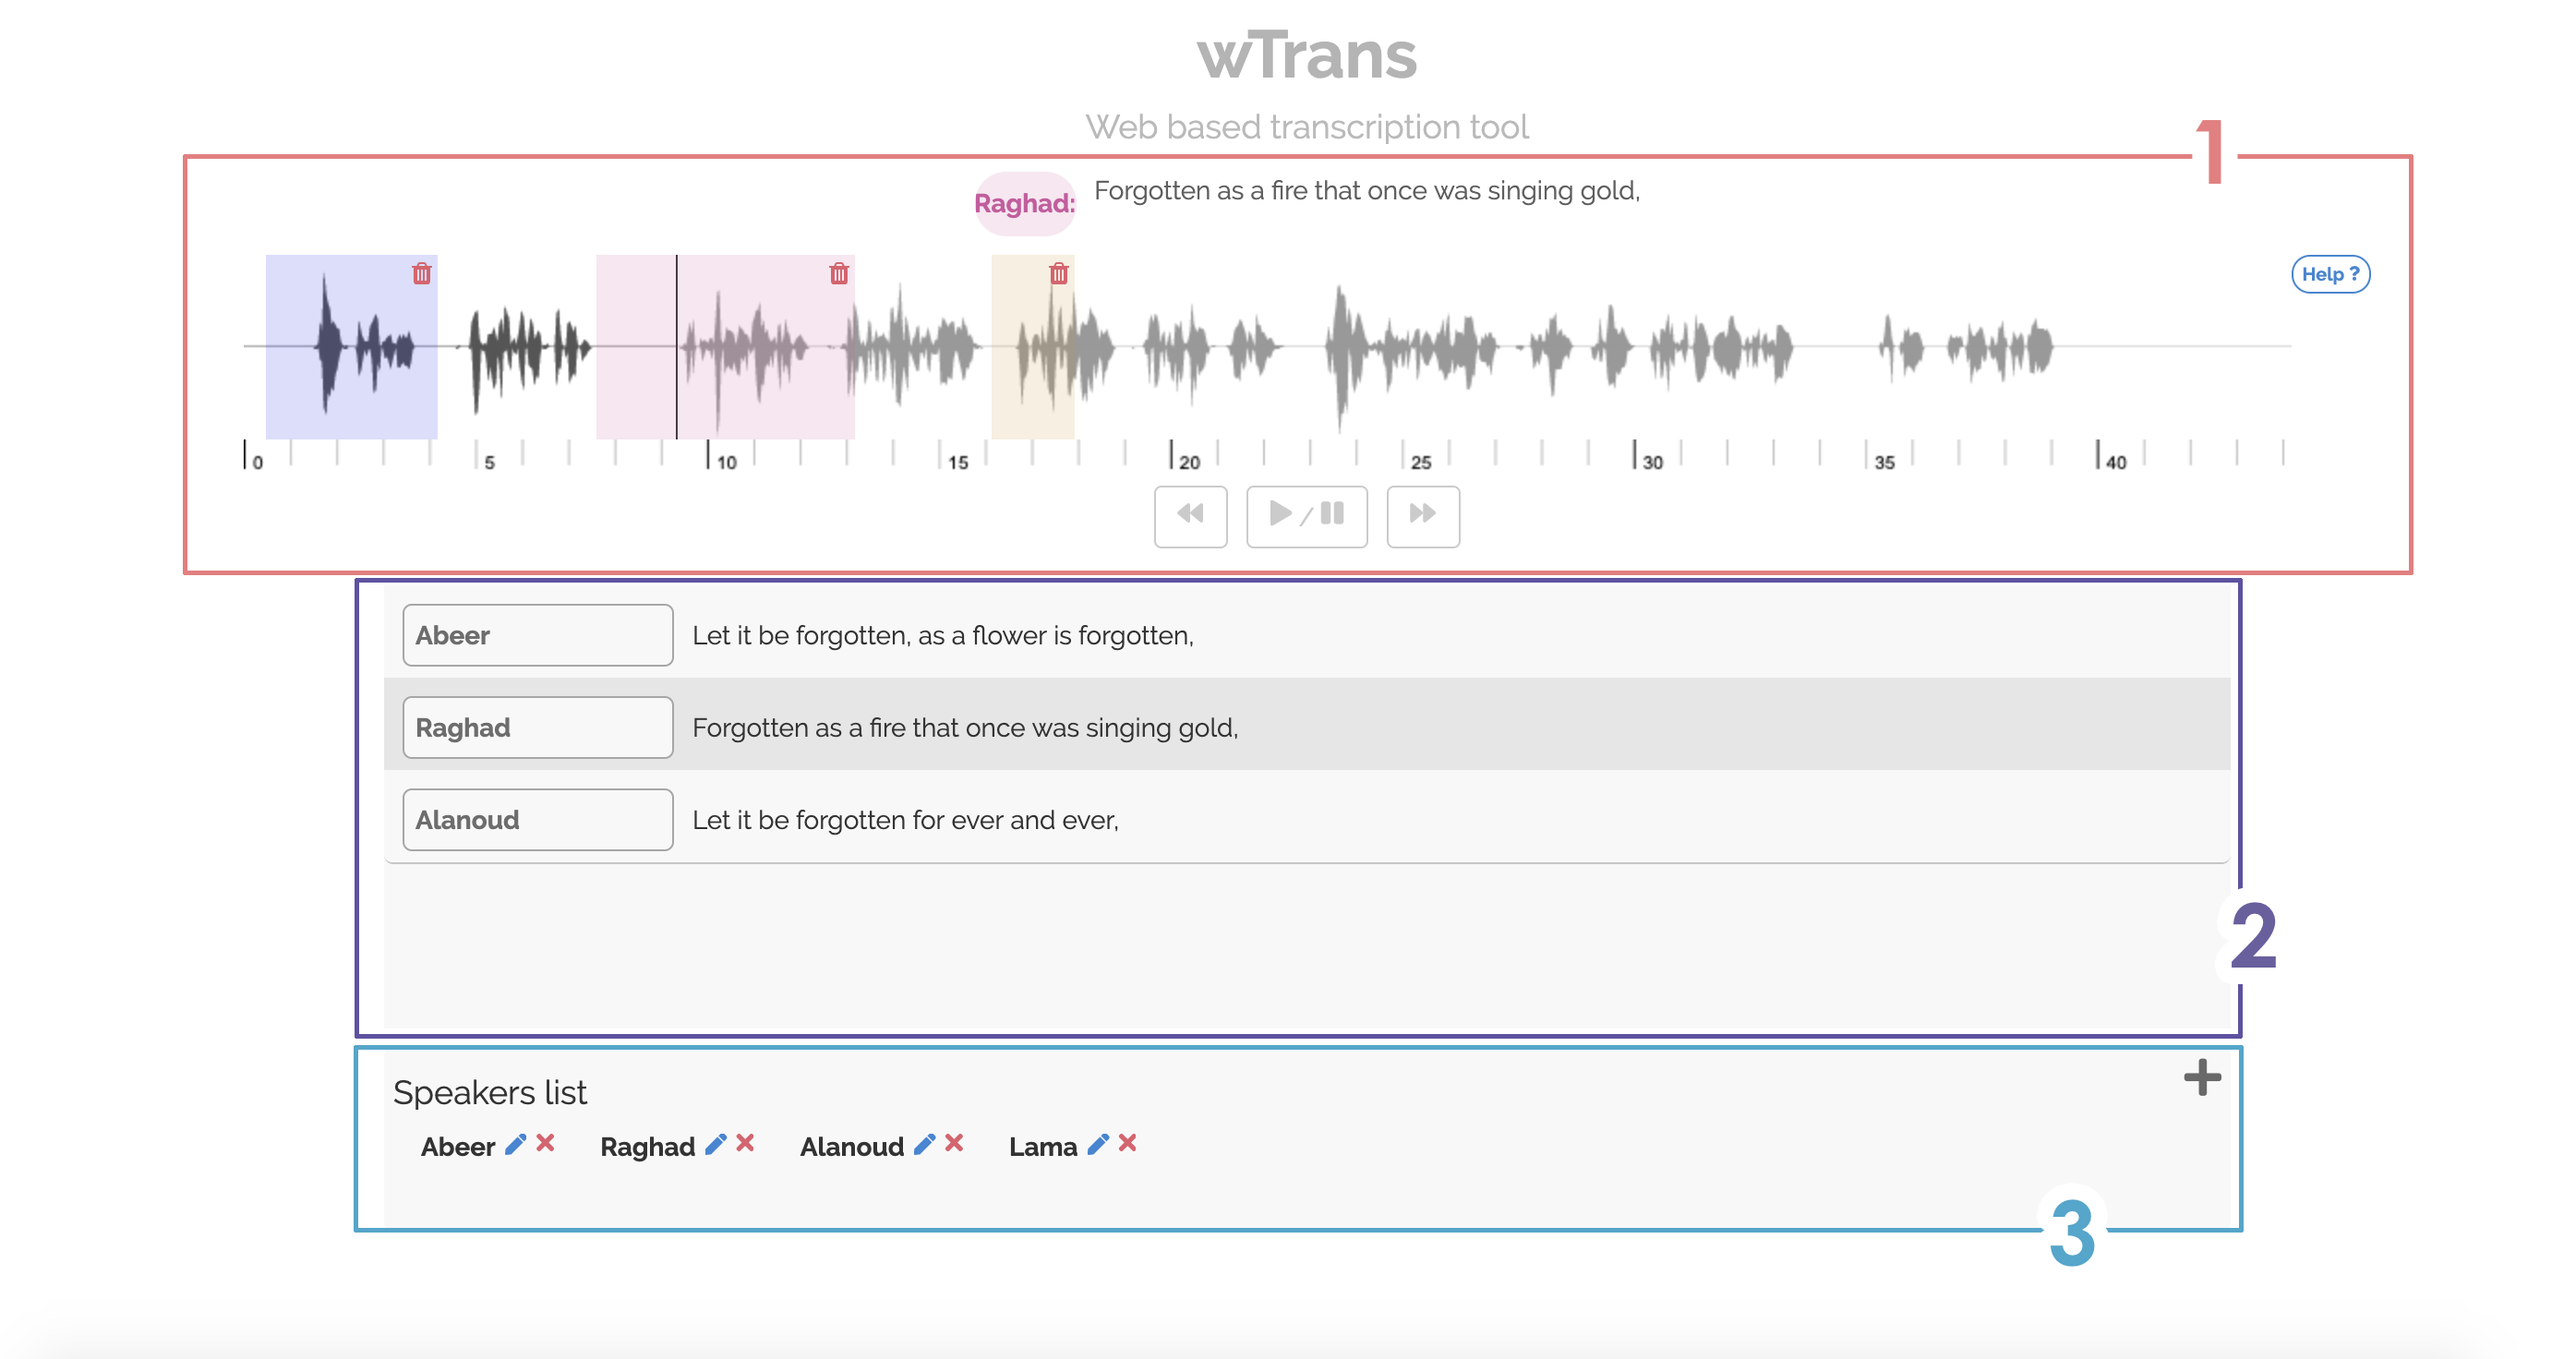 wTrans
Web based transcription tool
1
Raghad: Forgotten as a fire that once was singing gold,
Help ?
0 5 10 15 20 25 30 35 40
/
Abeer Let it be forgotten, as a flower is forgotten,
Raghad Forgotten as a fire that once was singing gold,
Alanoud Let it be forgotten for ever and ever,
2
Speakers list
Abeer Raghad Alanoud Lama
3